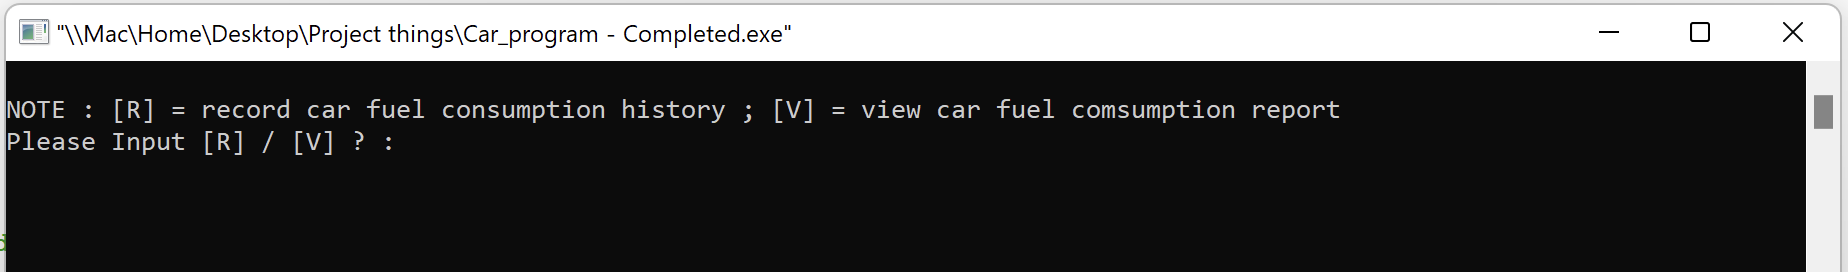 "\\Mac\Home\Desktop\Project things\Car_program - Completed.exe"
NOTE : [R] = record car fuel consumption history ; [V] = view car fuel comsumption report
Please Input [R] / [V] ? :